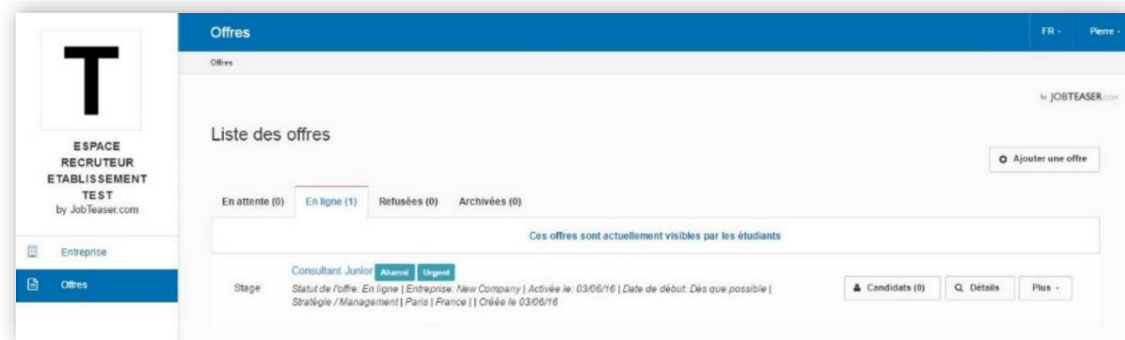 Offres
FR
Pierre
Offres
by JOBTEASER.com
T
ESPACE
RECRUTEUR
ETABLISSEMENT
TEST
by JobTeaser.com
Entreprise
Offres
Liste des offres
Ajouter une offre
En attente (0) En ligne (1) Refusées (0) Archivées (0)
Ces offres sont actuellement visibles par les étudiants
Stage
Consultant Junior Alumni Urgent
Statut de l'offre: En ligne | Entreprise: New Company | Activée le: 03/06/16 | Date de début: Dès que possible |
Stratégie / Management | Paris | France | | Créée le 03/06/16
Candidats (0) Détails Plus